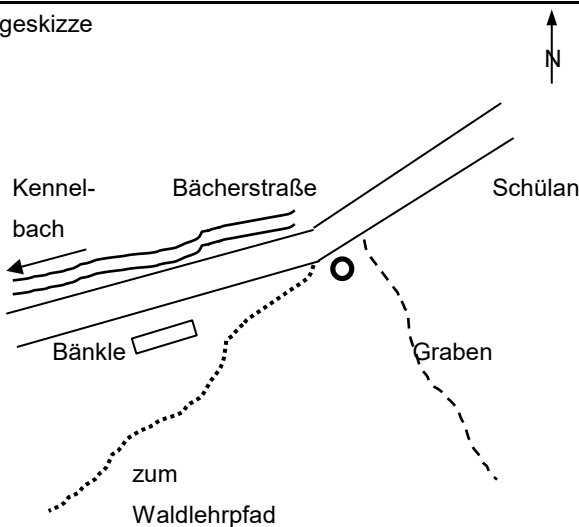 geskizze
N
Kennel-
bach
Bächerstraße
Schülan
Bänkle
Graben
zum
Waldlehrpfad